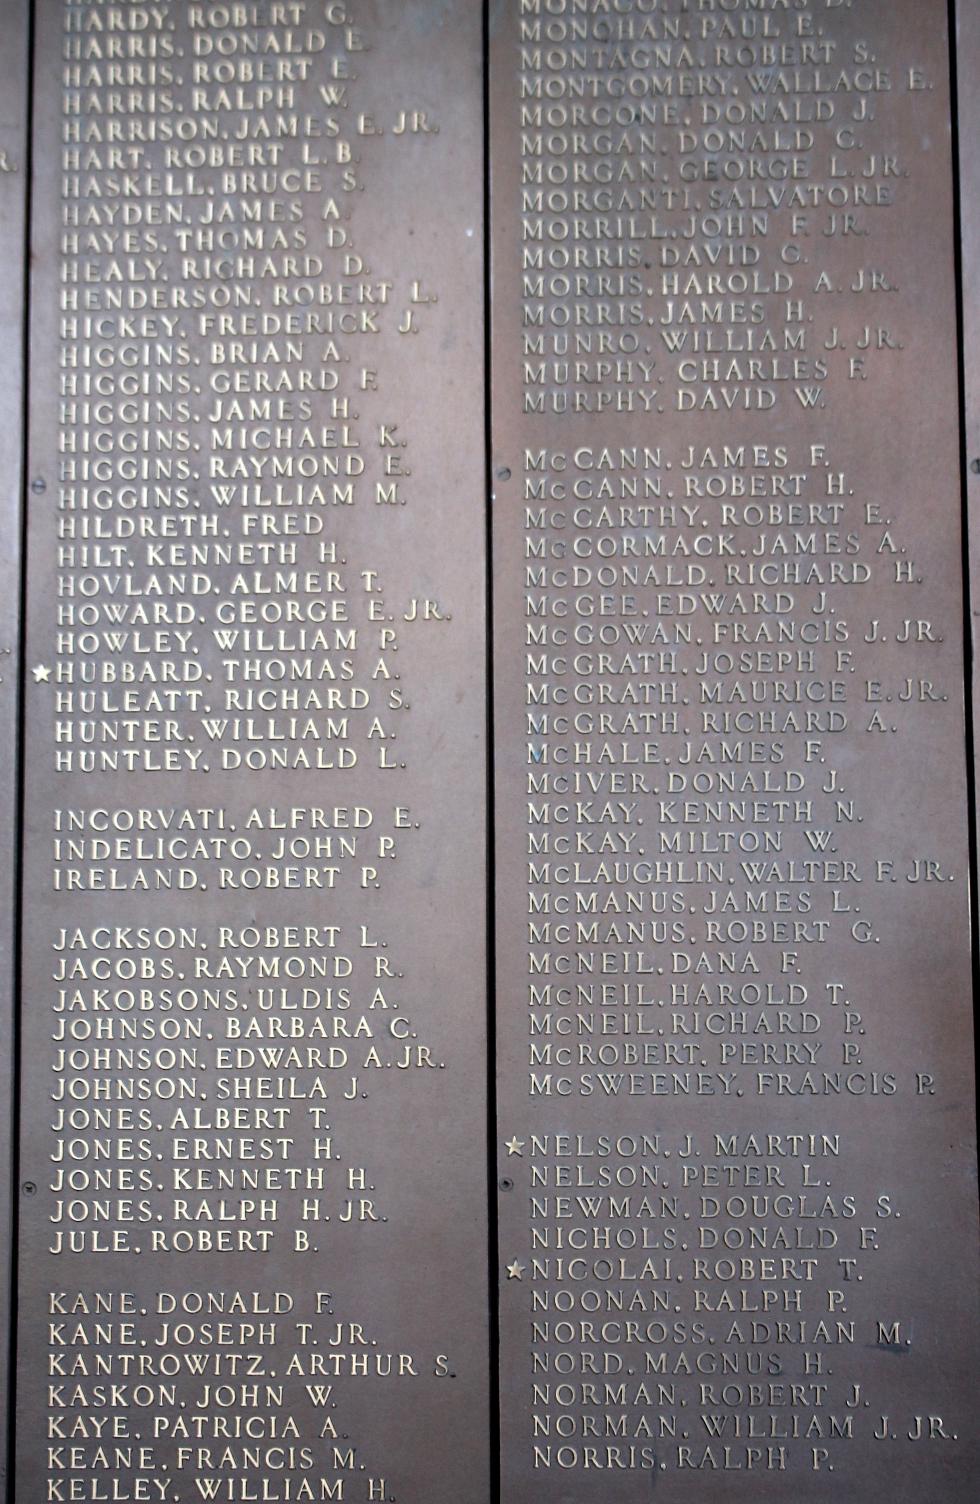 HARDY, ROBERT G.
HARRIS, DONALD E.
HARRIS, ROBERT E.
HARRIS, RALPH W.
HARRISON, JAMES E. JR.
HART, ROBERT L. B.
HASKELL, BRUCE S.
HAYDEN, JAMES A.
HAYES, THOMAS D.
HEALY, RICHARD D.
HENDERSON, ROBERT L.
HICKEY, FREDERICK J.
HIGGINS, BRIAN A.
HIGGINS, GERARD F.
HIGGINS, JAMES H.
HIGGINS, MICHAEL K.
HIGGINS, RAYMOND E.
HIGGINS, WILLIAM M.
HILDRETH, FRED
HILT, KENNETH H.
HOVLAND, ALMER T.
HOWARD, GEORGE E. JR.
HOWLEY, WILLIAM P.
★HUBBARD, THOMAS A.
HULEATT, RICHARD S.
HUNTER, WILLIAM A.
HUNTLEY, DONALD L.
INCORVATI, ALFRED E.
INDELICATO, JOHN P.
IRELAND, ROBERT P.
JACKSON, ROBERT L.
JACOBS, RAYMOND R.
JAKOBSONS, ULDIS A.
JOHNSON, BARBARA C.
JOHNSON, EDWARD A. JR.
JOHNSON, SHEILA J.
JONES, ALBERT T.
JONES, ERNEST H.
JONES, KENNETH H.
JONES, RALPH H. JR.
JULE, ROBERT B.
KANE, DONALD F.
KANE, JOSEPH T. JR.
KANTROWITZ, ARTHUR S.
KASKON, JOHN W.
KAYE, PATRICIA A.
KEANE, FRANCIS M.
KELLEY, WILLIAM H.
MONACO, THOMAS D.
MONOHAN, PAUL E.
MONTAGNA, ROBERT S.
MONTGOMERY, WALLACE E.
MORGONE, DONALD J.
MORGAN, DONALD C.
MORGAN, GEORGE L. JR.
MORGANTI, SALVATORE
MORRILL, JOHN F. JR.
MORRIS, DAVID C.
MORRIS, HAROLD A. JR.
MORRIS, JAMES H.
MUNRO, WILLIAM J. JR.
MURPHY, CHARLES F.
MURPHY, DAVID W.
McCANN, JAMES F.
McCANN, ROBERT H.
McCARTHY, ROBERT E.
McCORMACK, JAMES A.
McDONALD, RICHARD H.
McGEE, EDWARD J.
McGOWAN, FRANCIS J. JR.
McGRATH, JOSEPH F.
McGRATH, MAURICE E. JR.
McGRATH, RICHARD A.
McHALE, JAMES F.
McIVER, DONALD J.
McKAY, KENNETH N.
McKAY, MILTON W.
McLAUGHLIN, WALTER F. JR.
McMANUS, JAMES L.
McMANUS, ROBERT G.
McNEIL, DANA F.
McNEIL, HAROLD T.
McNEIL, RICHARD P.
McROBERT, PERRY P.
McSWEENEY, FRANCIS P.
★NELSON, J. MARTIN
NELSON, PETER L.
NEWMAN, DOUGLAS S.
NICHOLS, DONALD F.
★NICOLAI, ROBERT T.
NOONAN, RALPH P.
NORCROSS, ADRIAN M.
NORD, MAGNUS H.
NORMAN, ROBERT J.
NORMAN, WILLIAM J. JR.
NORRIS, RALPH P.